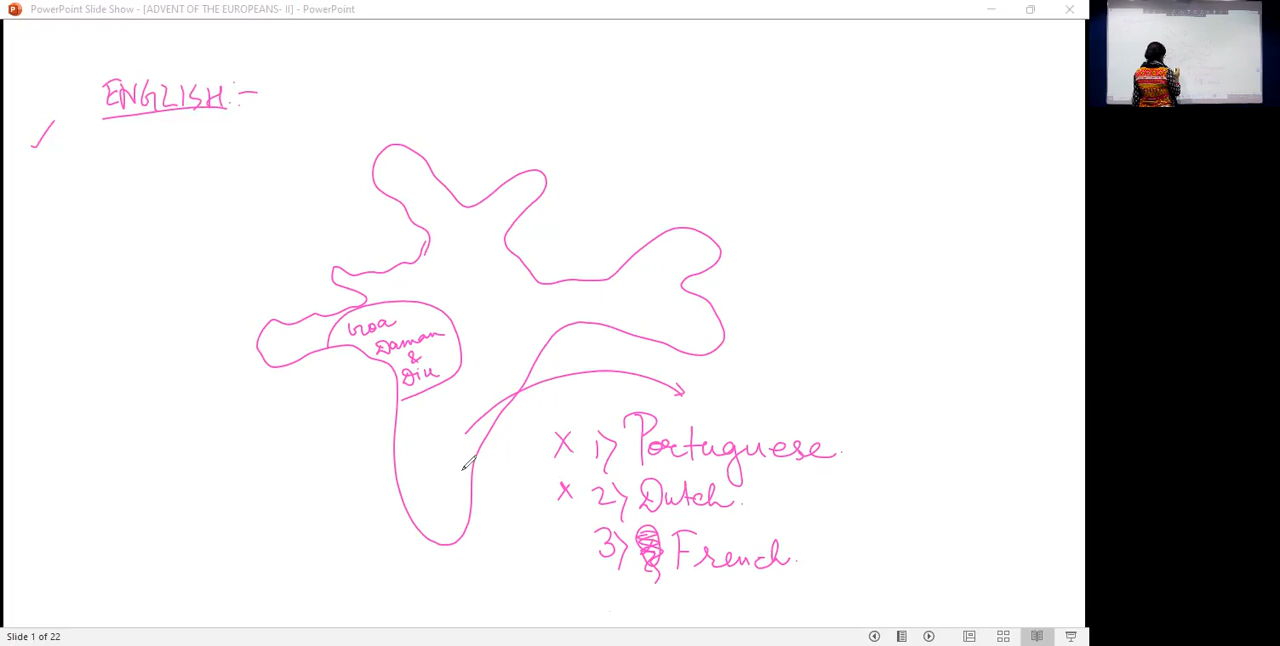 PowerPoint Slide Show - [ADVENT OF THE EUROPEANS- II] - PowerPoint
ENGLISH:-
Goa
Daman
&
Diu
X 1) Portuguese.
X 2) Dutch.
3) French.
Slide 1 of 22